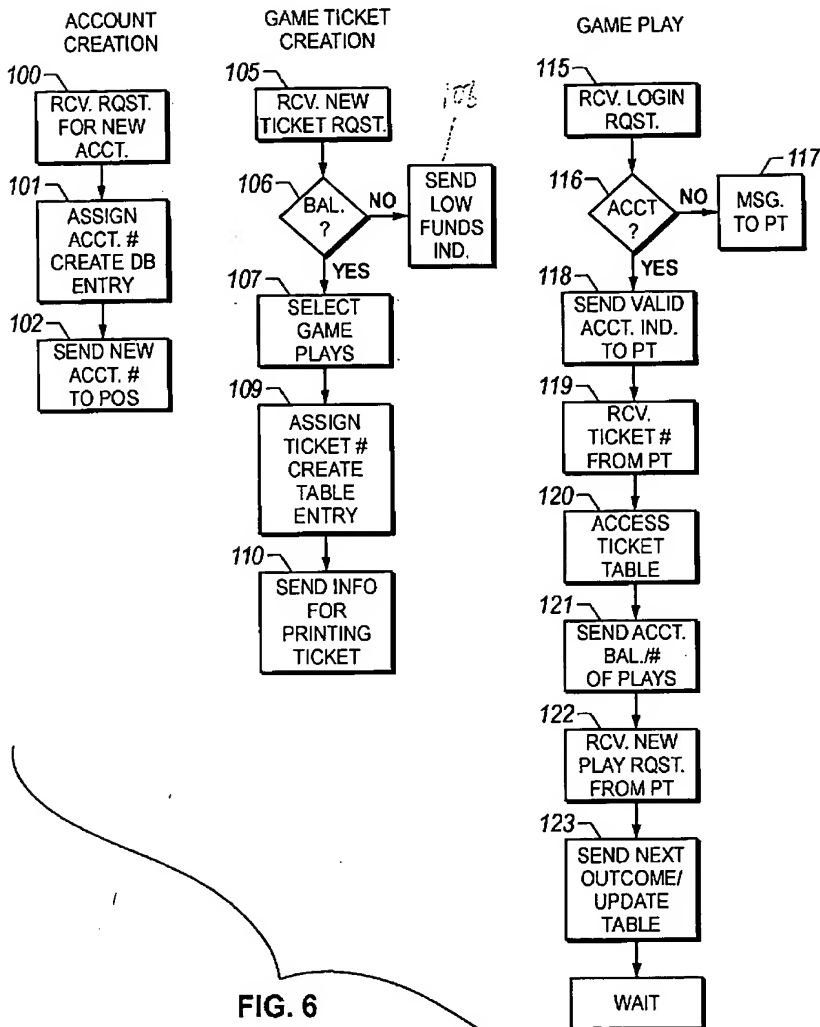 ACCOUNT
CREATION
100
RCV. RQST.
FOR NEW
ACCT.
101
ASSIGN
ACCT. #
CREATE DB
ENTRY
102
SEND NEW
ACCT. #
TO POS
GAME TICKET
CREATION
105
RCV. NEW
TICKET RQST.
106
BAL.
?
NO
SEND
LOW
FUNDS
IND.
YES
107
SELECT
GAME
PLAYS
109
ASSIGN
TICKET #
CREATE
TABLE
ENTRY
110
SEND INFO
FOR
PRINTING
TICKET
GAME PLAY
115
RCV. LOGIN
RQST.
116
ACCT
?
NO
117
MSG.
TO PT
YES
118
SEND VALID
ACCT. IND.
TO PT
119
RCV.
TICKET #
FROM PT
120
ACCESS
TICKET
TABLE
121
SEND ACCT.
BAL./#
OF PLAYS
122
RCV. NEW
PLAY RQST.
FROM PT
123
SEND NEXT
OUTCOME/
UPDATE
TABLE
WAIT
FIG. 6